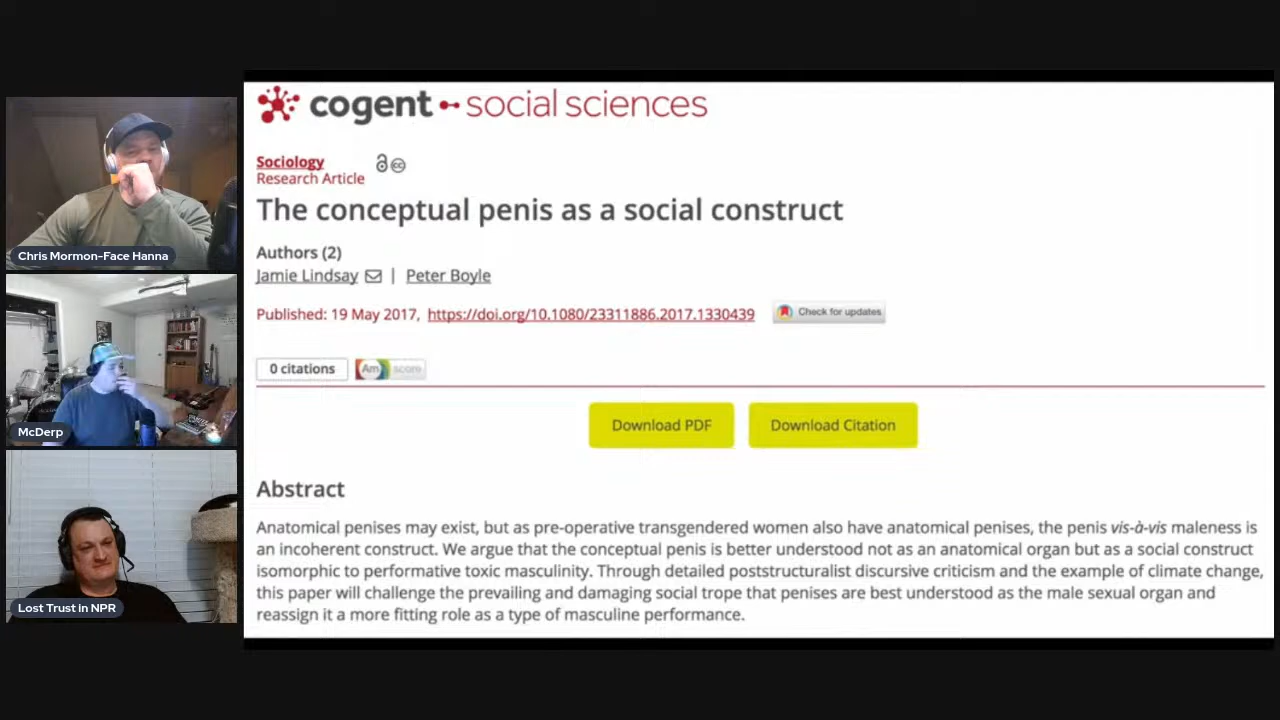 cogent social sciences
Sociology
Research Article
The conceptual penis as a social construct
Authors (2)
Jamie Lindsay | Peter Boyle
Published: 19 May 2017, https://doi.org/10.1080/23311886.2017.1330439 Check for updates
0 citations Am score
Download PDF Download Citation
Abstract
Anatomical penises may exist, but as pre-operative transgendered women also have anatomical penises, the penis vis-à-vis maleness is
an incoherent construct. We argue that the conceptual penis is better understood not as an anatomical organ but as a social construct
isomorphic to performative toxic masculinity. Through detailed poststructuralist discursive criticism and the example of climate change,
this paper will challenge the prevailing and damaging social trope that penises are best understood as the male sexual organ and
reassign it a more fitting role as a type of masculine performance.
Chris Mormon-Face Hanna
McDerp
Lost Trust in NPR